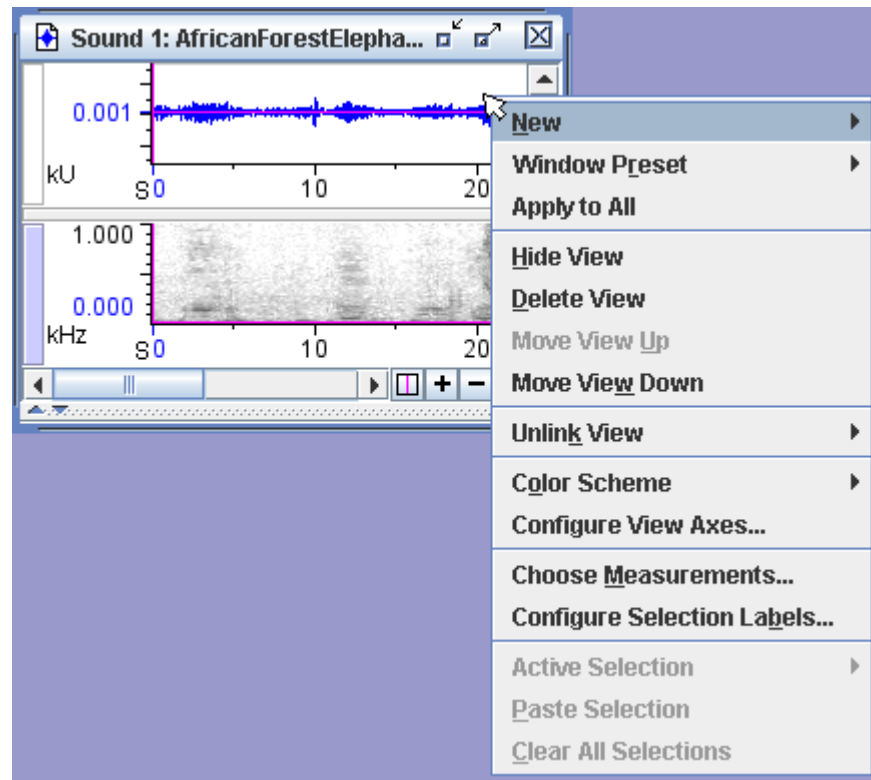 Sound 1: AfricanForestElepha...
0.001
kU
S 0 10 20
1.000
0.000
kHz
S 0 10 20
New
Window Preset
Apply to All
Hide View
Delete View
Move View Up
Move View Down
Unlink View
Color Scheme
Configure View Axes...
Choose Measurements...
Configure Selection Labels...
Active Selection
Paste Selection
Clear All Selections